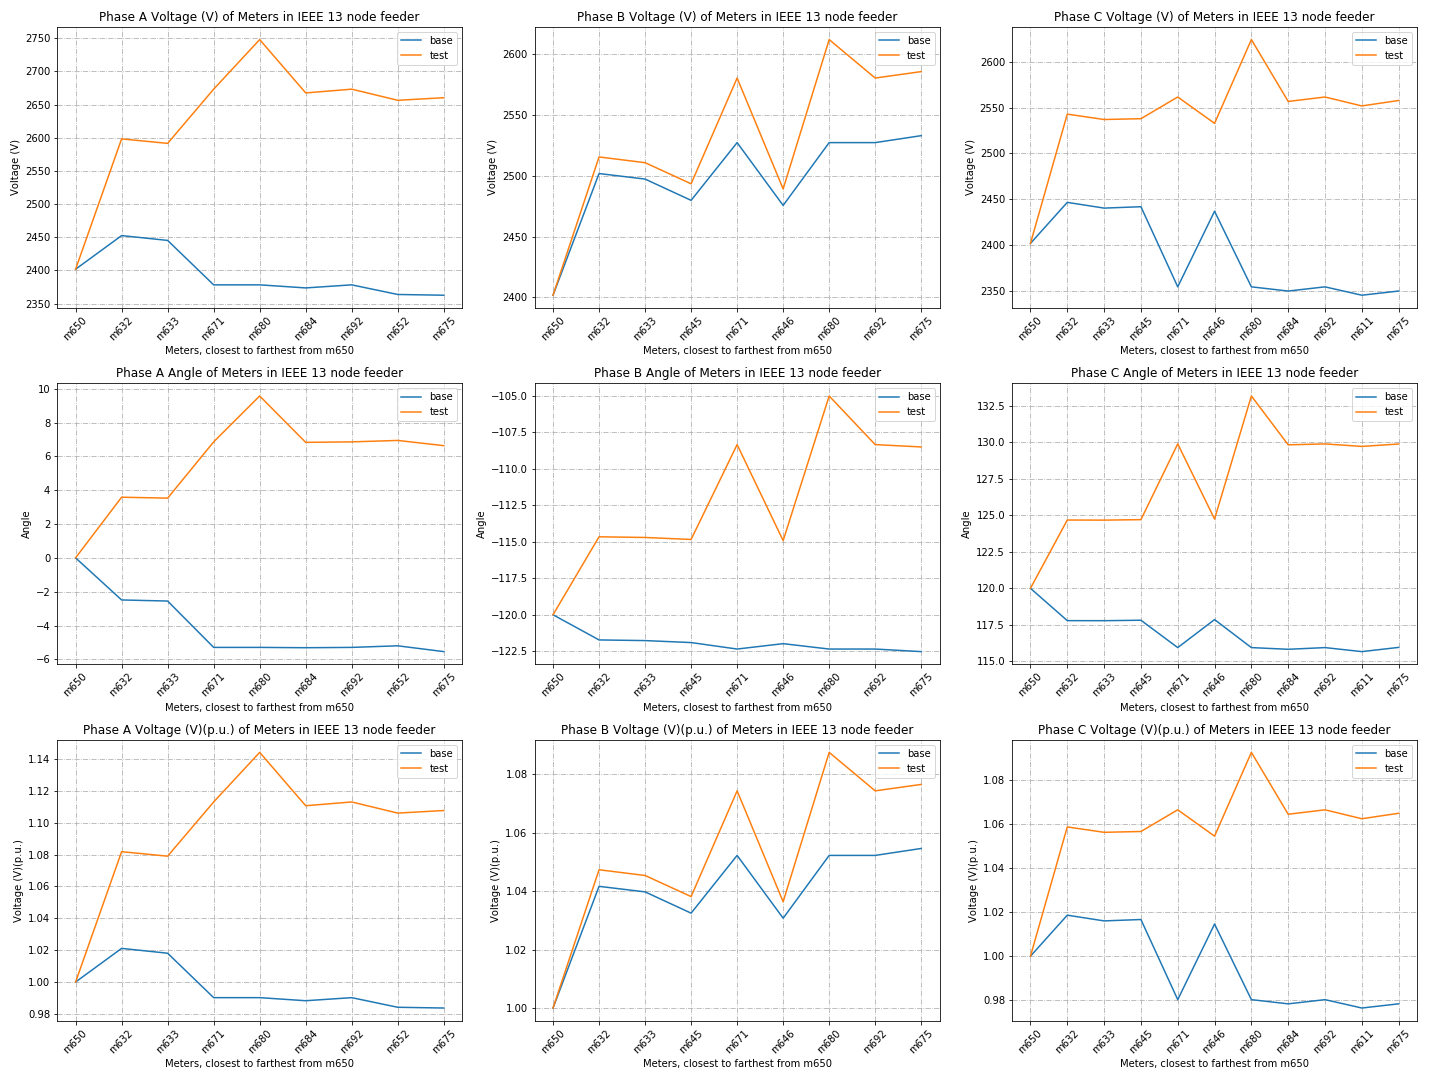 Phase A Voltage (V) of Meters in IEEE 13 node feeder
2750
2700
2650
2600
2550
2500
2450
2400
2350
Voltage (V)
base
test
m650 m632 m633 m671 m680 m684 m692 m652 m675
Meters, closest to farthest from m650
Phase B Voltage (V) of Meters in IEEE 13 node feeder
2600
2550
2500
2450
2400
Voltage (V)
base
test
m650 m632 m633 m645 m671 m646 m680 m692 m675
Meters, closest to farthest from m650
Phase C Voltage (V) of Meters in IEEE 13 node feeder
2600
2550
2500
2450
2400
2350
Voltage (V)
base
test
m650 m632 m633 m645 m671 m646 m680 m684 m692 m611 m675
Meters, closest to farthest from m650
Phase A Angle of Meters in IEEE 13 node feeder
10
8
6
4
2
0
−2
−4
−6
Angle
base
test
m650 m632 m633 m671 m680 m684 m692 m652 m675
Meters, closest to farthest from m650
Phase B Angle of Meters in IEEE 13 node feeder
−105.0
−107.5
−110.0
−112.5
−115.0
−117.5
−120.0
−122.5
Angle
base
test
m650 m632 m633 m645 m671 m646 m680 m692 m675
Meters, closest to farthest from m650
Phase C Angle of Meters in IEEE 13 node feeder
132.5
130.0
127.5
125.0
122.5
120.0
117.5
115.0
Angle
base
test
m650 m632 m633 m645 m671 m646 m680 m684 m692 m611 m675
Meters, closest to farthest from m650
Phase A Voltage (V)(p.u.) of Meters in IEEE 13 node feeder
1.14
1.12
1.10
1.08
1.06
1.04
1.02
1.00
0.98
Voltage (V)(p.u.)
base
test
m650 m632 m633 m671 m680 m684 m692 m652 m675
Meters, closest to farthest from m650
Phase B Voltage (V)(p.u.) of Meters in IEEE 13 node feeder
1.08
1.06
1.04
1.02
1.00
Voltage (V)(p.u.)
base
test
m650 m632 m633 m645 m671 m646 m680 m692 m675
Meters, closest to farthest from m650
Phase C Voltage (V)(p.u.) of Meters in IEEE 13 node feeder
1.08
1.06
1.04
1.02
1.00
0.98
Voltage (V)(p.u.)
base
test
m650 m632 m633 m645 m671 m646 m680 m684 m692 m611 m675
Meters, closest to farthest from m650